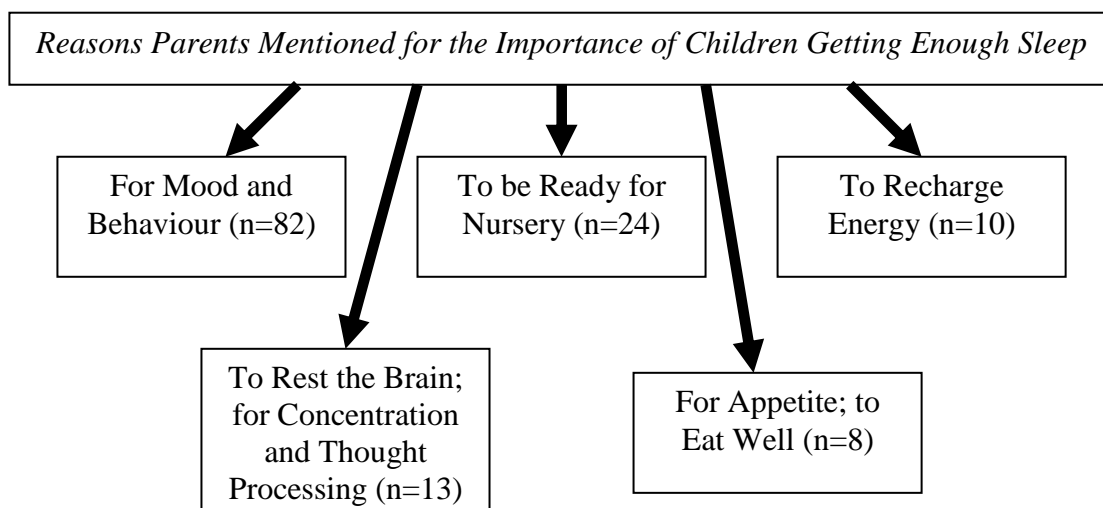 Reasons Parents Mentioned for the Importance of Children Getting Enough Sleep
For Mood and
Behaviour (n=82)
To be Ready for
Nursery (n=24)
To Recharge
Energy (n=10)
To Rest the Brain;
for Concentration
and Thought
Processing (n=13)
For Appetite; to
Eat Well (n=8)